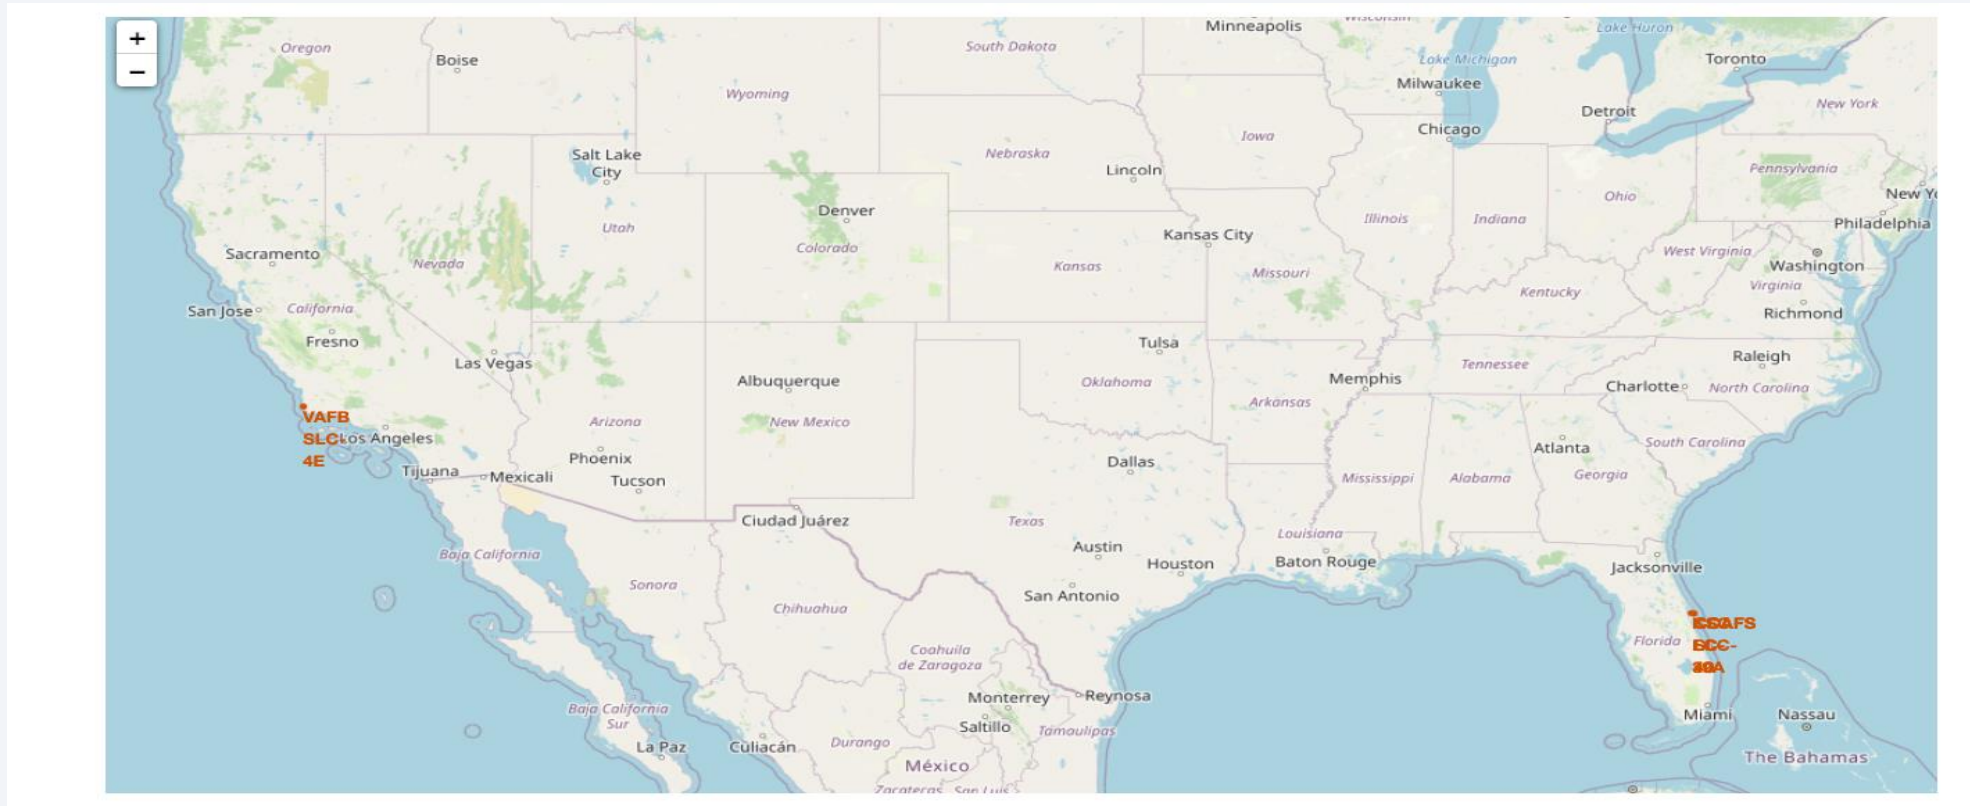 +
−
Oregon
Boise
South Dakota
Minneapolis
Wisconsin
Lake Huron
Toronto
Lake Michigan
Milwaukee
Wyoming
Detroit
New York
Chicago
Iowa
Salt Lake
City
Nebraska
Lincoln
Pennsylvania
New Yo
Denver
Utah
Illinois
Indiana
Ohio
Philadelphia
Kansas City
Sacramento
Nevada
Colorado
Kansas
Missouri
West Virginia
Washington
Virginia
San Jose
California
Kentucky
Richmond
Fresno
Las Vegas
Tulsa
Raleigh
Albuquerque
Oklahoma
Memphis
Tennessee
Charlotte
North Carolina
Arkansas
VAFB
SLC-
4E
Los Angeles
Arizona
New Mexico
South Carolina
Atlanta
Phoenix
Dallas
Georgia
Tijuana
Mexicali
Tucson
Mississippi
Alabama
Ciudad Juárez
Texas
Louisiana
Baja California
Austin
Houston
Baton Rouge
Jacksonville
Sonora
Chihuahua
San Antonio
Florida
Coahuila
de Zaragoza
Monterrey
Reynosa
Baja California
Sur
Saltillo
Tamaulipas
Miami
Nassau
La Paz
Culiacán
Durango
México
The Bahamas
Zacatecas
San Luis